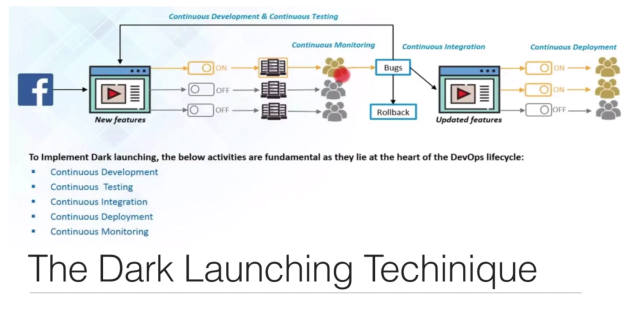 Continuous Development & Continuous Testing
Continuous Monitoring
Continuous Integration
Continuous Deployment
f
ON
Bugs
ON
OFF
ON
OFF
Rollback
OFF
New features
Updated features
To Implement Dark launching, the below activities are fundamental as they lie at the heart of the DevOps lifecycle:
Continuous Development
Continuous Testing
Continuous Integration
Continuous Deployment
Continuous Monitoring
The Dark Launching Techinique